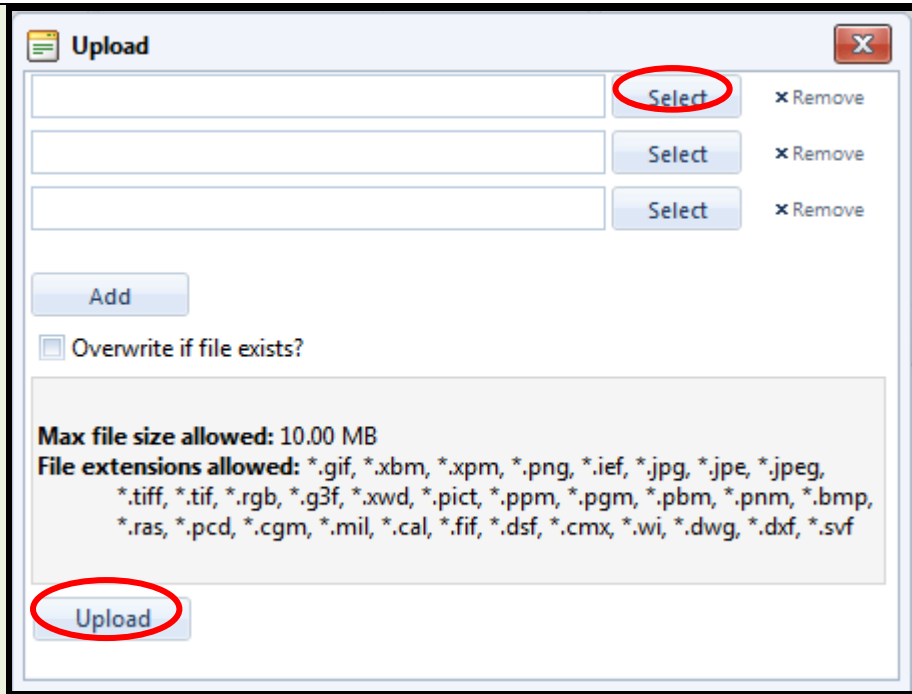 Upload
Select × Remove
Select × Remove
Select × Remove
Add
Overwrite if file exists?
Max file size allowed: 10.00 MB
File extensions allowed: *.gif, *.xbm, *.xpm, *.png, *.ief, *.jpg, *.jpe, *.jpeg,
*.tiff, *.tif, *.rgb, *.g3f, *.xwd, *.pict, *.ppm, *.pgm, *.pbm, *.pnm, *.bmp,
*.ras, *.pcd, *.cgm, *.mil, *.cal, *.fif, *.dsf, *.cmx, *.wi, *.dwg, *.dxf, *.svf
Upload